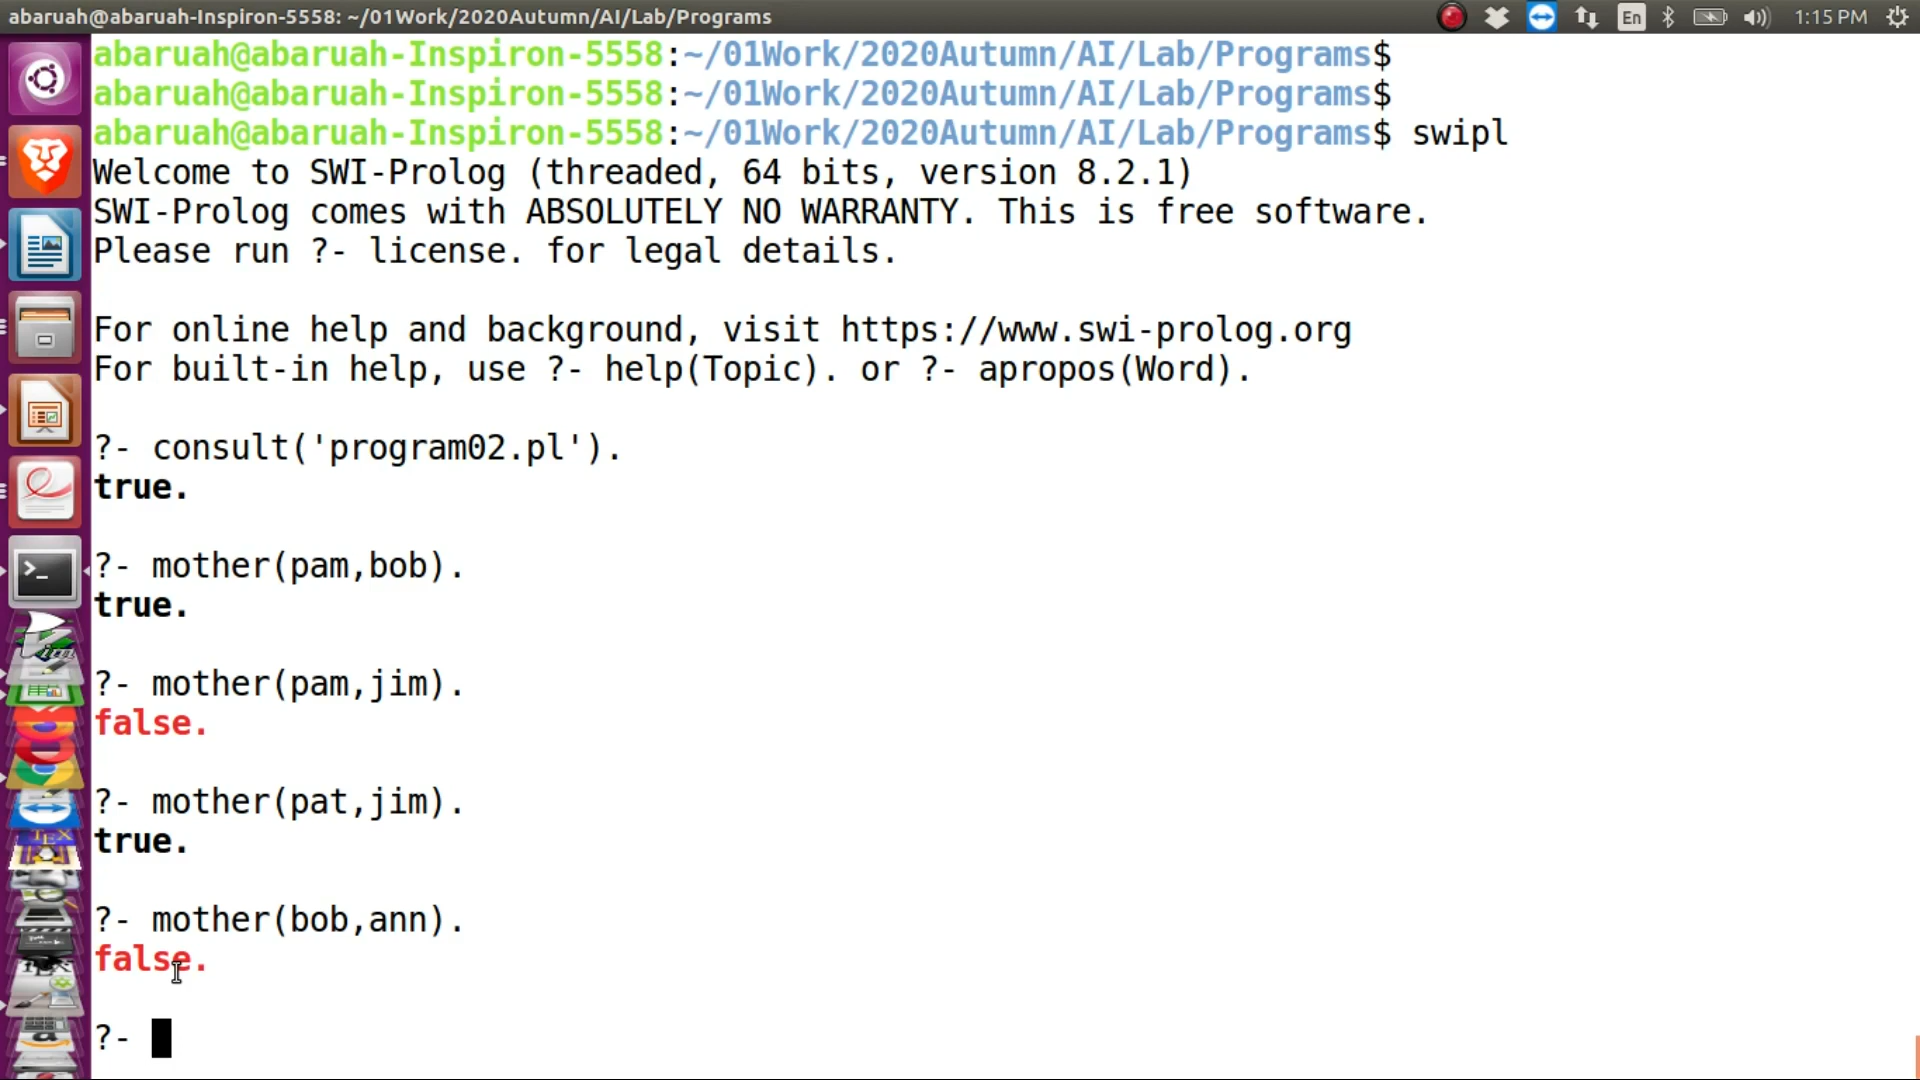 abaruah@abaruah-Inspiron-5558: ~/01Work/2020Autumn/AI/Lab/Programs En 1:15 PM
abaruah@abaruah-Inspiron-5558:~/01Work/2020Autumn/AI/Lab/Programs$
abaruah@abaruah-Inspiron-5558:~/01Work/2020Autumn/AI/Lab/Programs$
abaruah@abaruah-Inspiron-5558:~/01Work/2020Autumn/AI/Lab/Programs$ swipl
Welcome to SWI-Prolog (threaded, 64 bits, version 8.2.1)
SWI-Prolog comes with ABSOLUTELY NO WARRANTY. This is free software.
Please run ?- license. for legal details.
For online help and background, visit https://www.swi-prolog.org
For built-in help, use ?- help(Topic). or ?- apropos(Word).
?- consult('program02.pl').
true.
?- mother(pam,bob).
true.
?- mother(pam,jim).
false.
?- mother(pat,jim).
true.
?- mother(bob,ann).
false.
?-